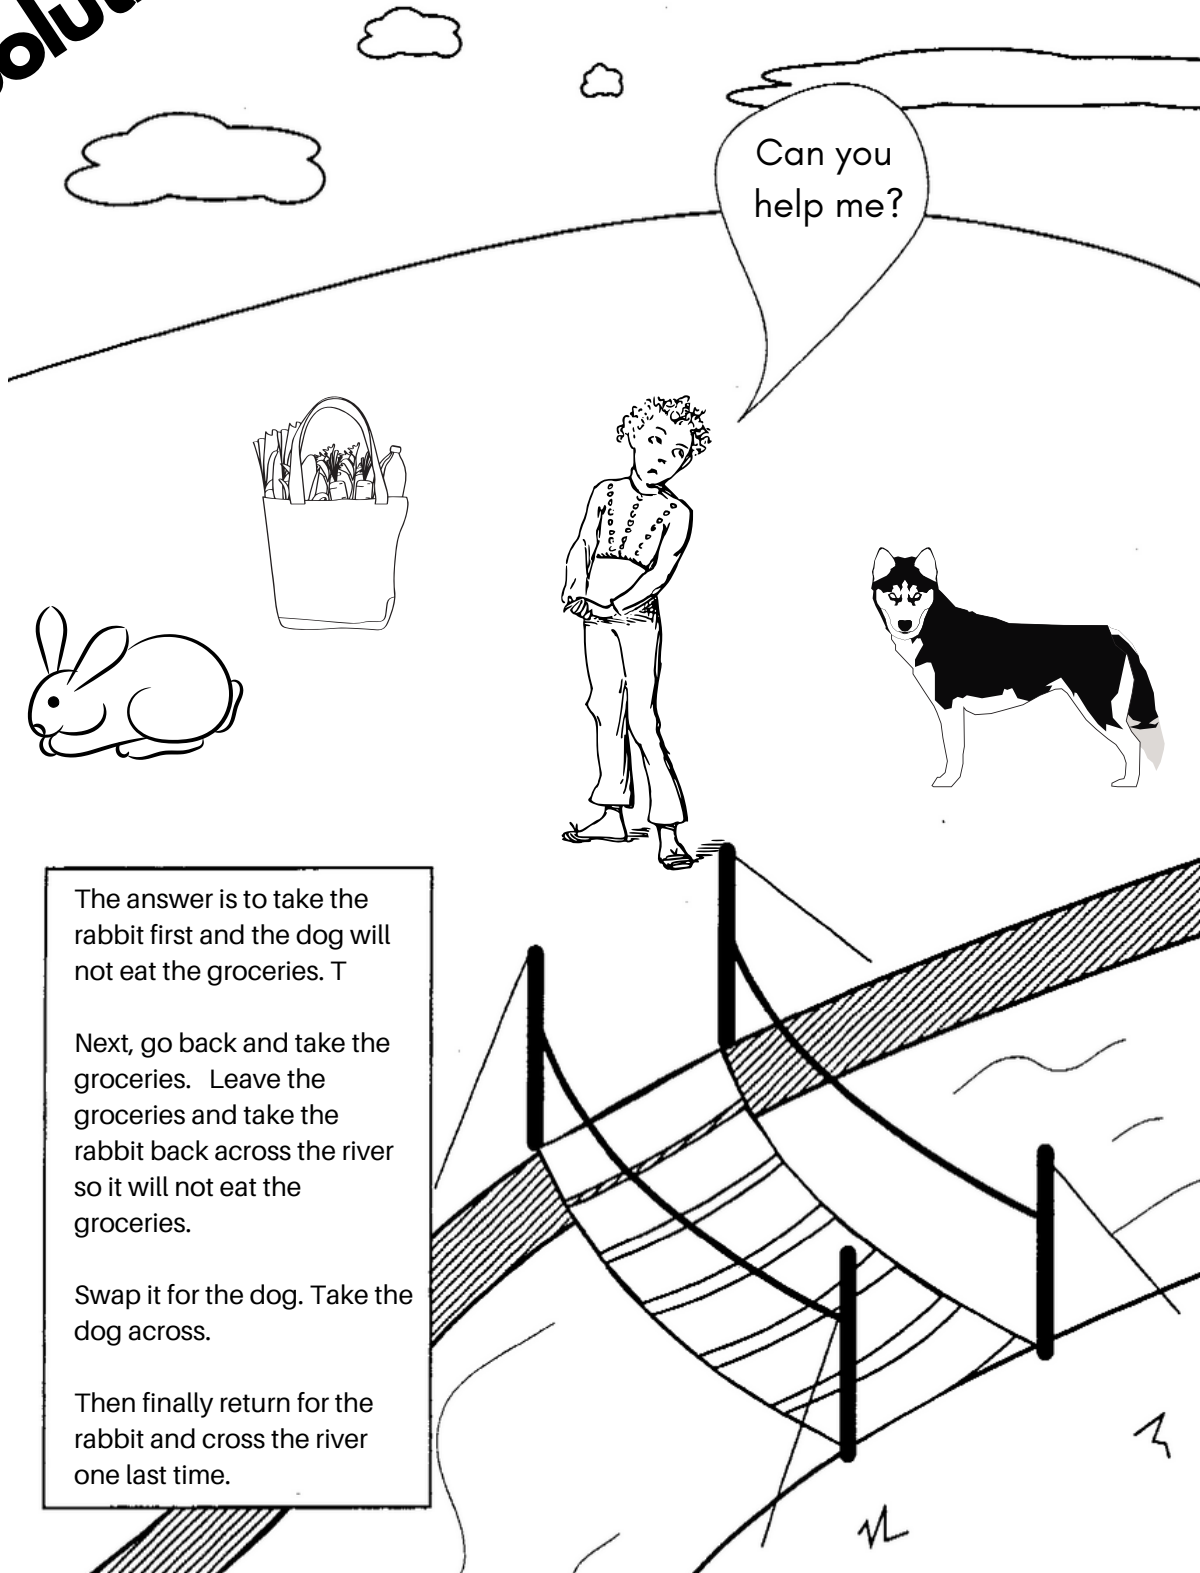 Can you
help me?
The answer is to take the
rabbit first and the dog will
not eat the groceries. T
Next, go back and take the
groceries.   Leave the
groceries and take the
rabbit back across the river
so it will not eat the
groceries.
Swap it for the dog. Take the
dog across.
Then finally return for the
rabbit and cross the river
one last time.